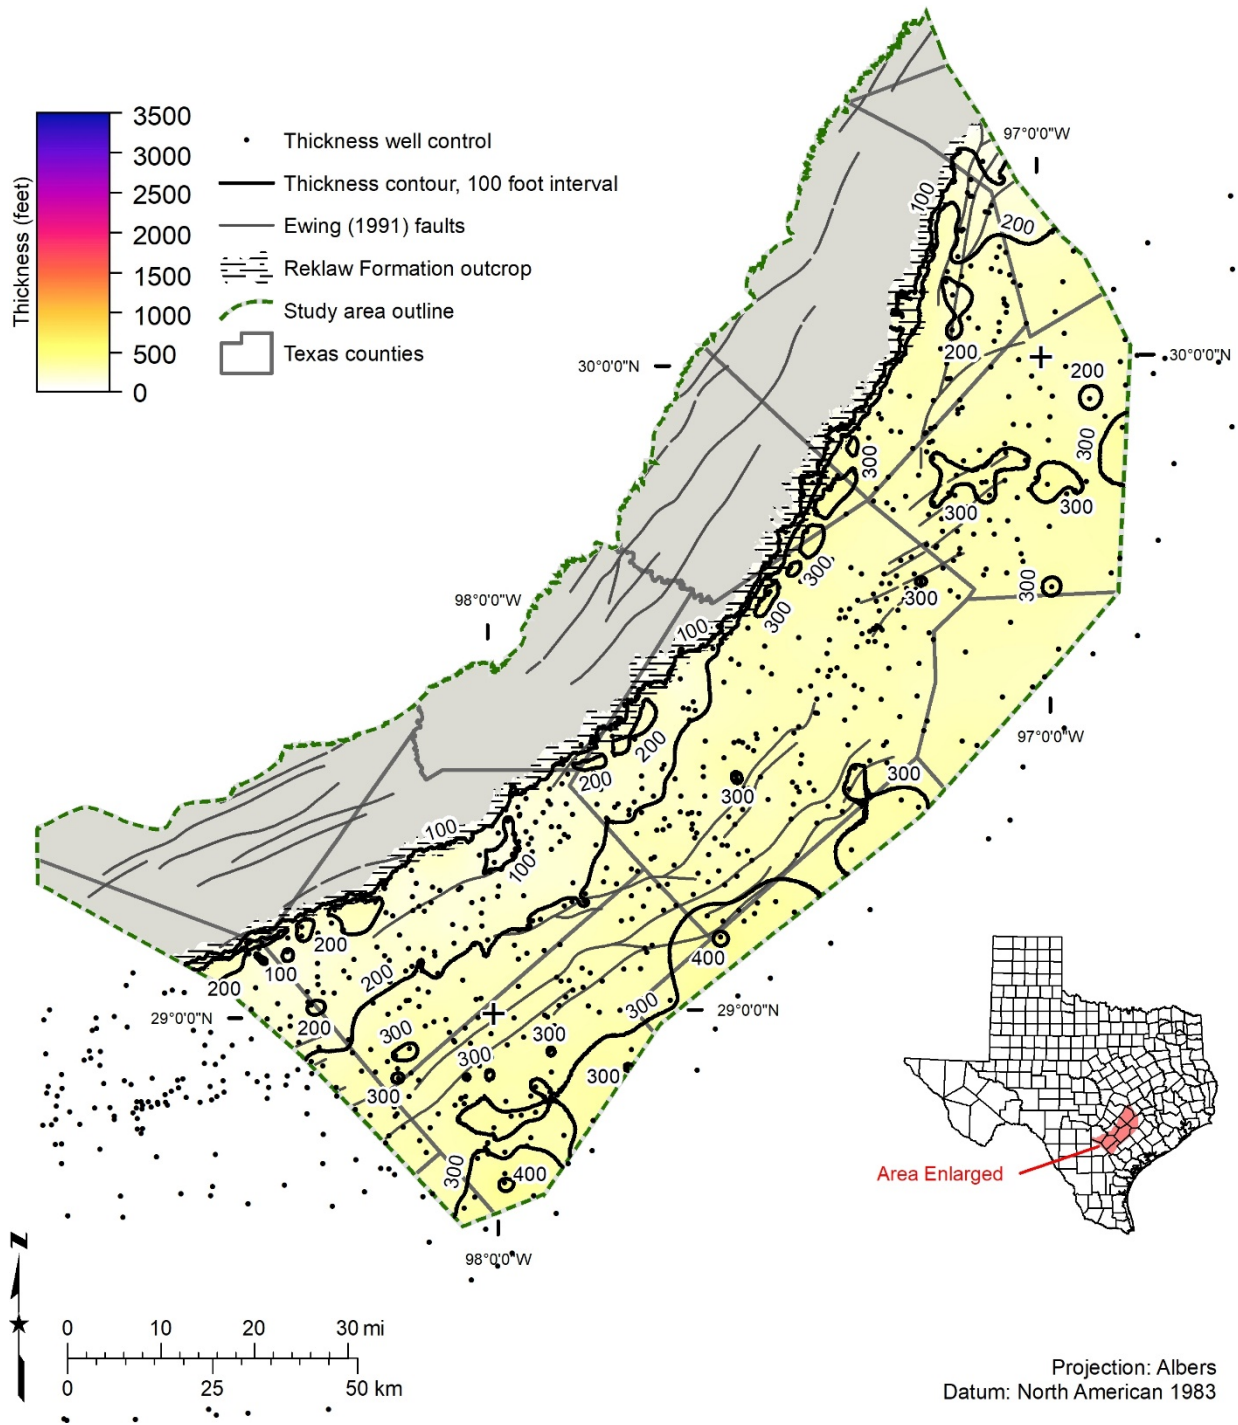 Thickness (feet)
3500
3000
2500
2000
1500
1000
500
0
Thickness well control
Thickness contour, 100 foot interval
Ewing (1991) faults
Reklaw Formation outcrop
Study area outline
Texas counties
97°0'0"W
100
200
30°0'0"N
200
30°0'0"N
200
300
300
300
300
300
300
300
300
98°0'0"W
100
200
97°0'0"W
200
300
300
100
100
200
200
400
200
100
300
29°0'0"N
200
29°0'0"N
300
300
300
300
300
300
400
98°0'0"W
Area Enlarged
N
0 10 20 30 mi
0 25 50 km
Projection: Albers
Datum: North American 1983